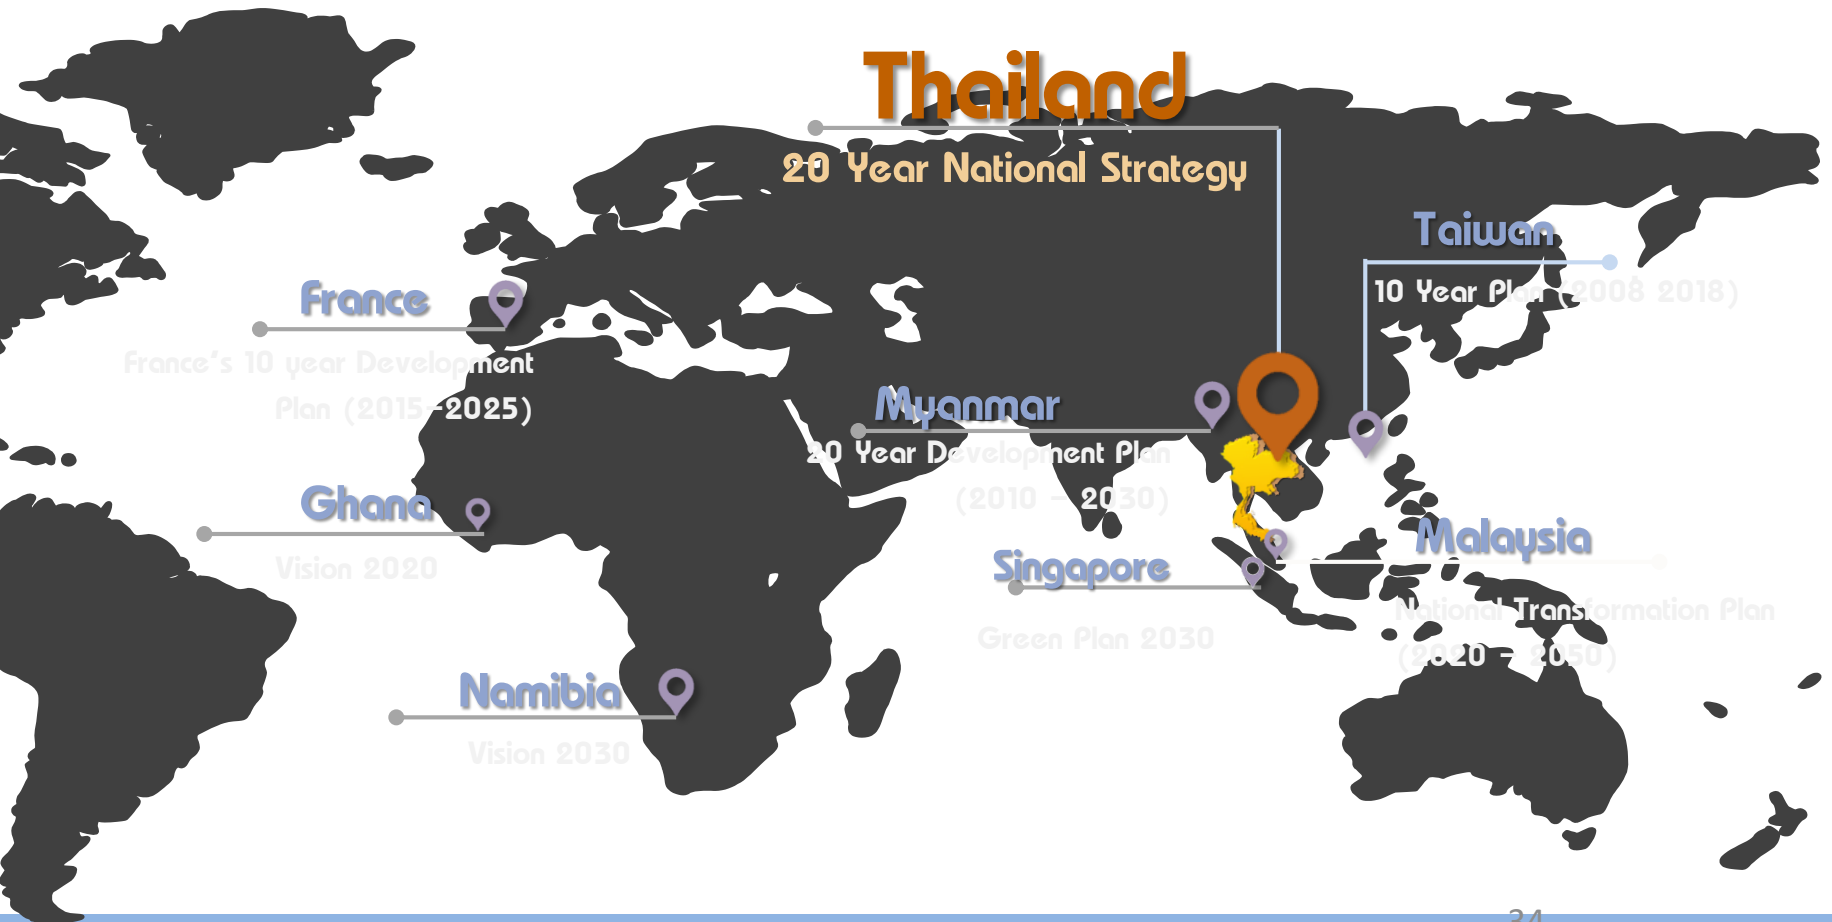 Thailand
20 Year National Strategy
Taiwan
10 Year Plan (2008 2018)
France
France's 10 year Development
Plan (2015-2025)
Myanmar
20 Year Development Plan
(2010 - 2030)
Ghana
Vision 2020
Malaysia
National Transformation Plan
(2020 - 2050)
Singapore
Green Plan 2030
Namibia
Vision 2030
34